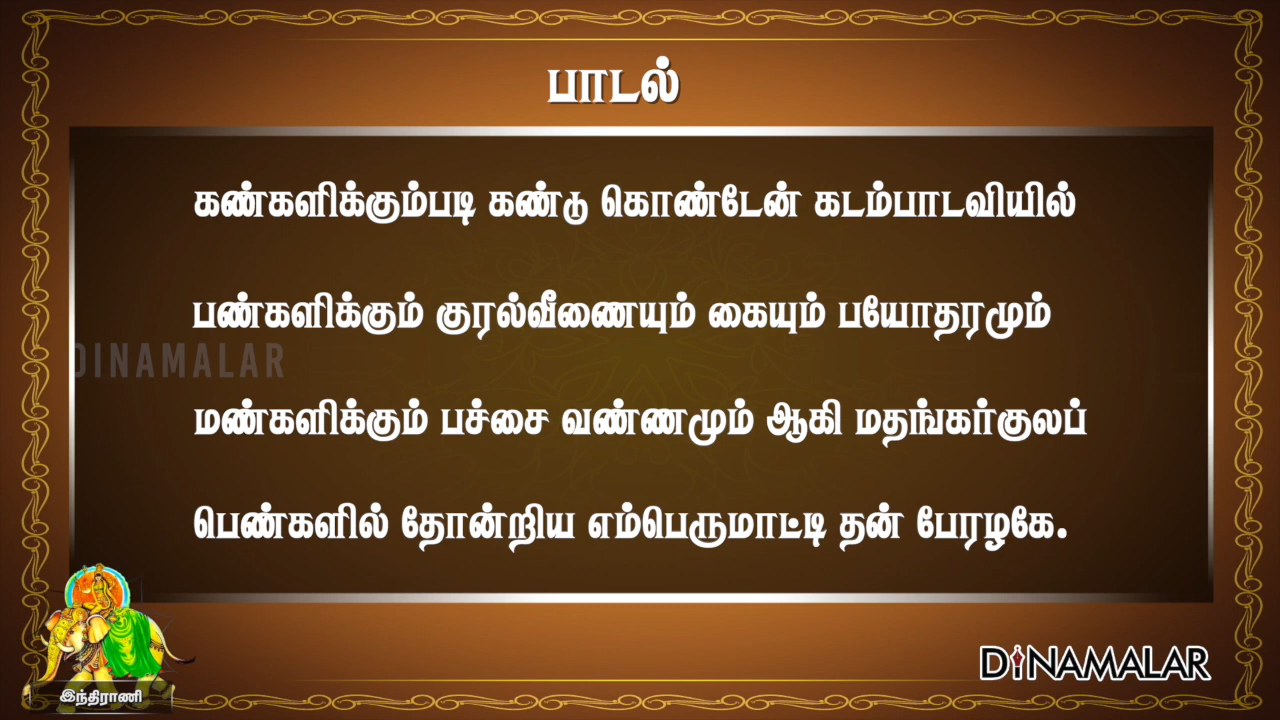 பாடல்
கண்களிக்கும்படி கண்டு கொண்டேன் கடம்பாடவியில்
பண்களிக்கும் குரல்வீணையும் கையும் பயோதரமும்
DINAMALAR
மண்களிக்கும் பச்சை வண்ணமும் ஆகி மதங்கர்குலப்
பெண்களில் தோன்றிய எம்பெருமாட்டி தன் பேரழகே.
DINAMALAR
இந்திராணி